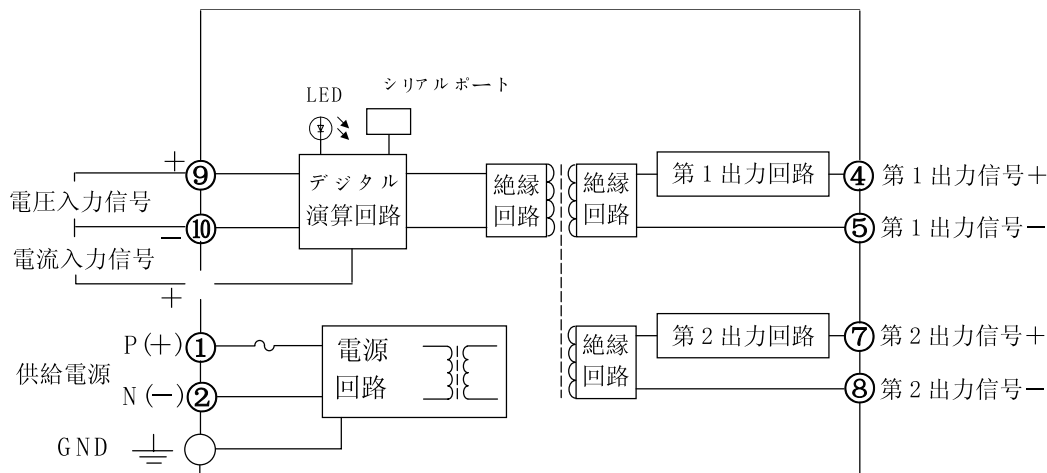 シリアルポート
LED
+
⑨
電圧入力信号
⑩
−
電流入力信号
+
デジタル
演算回路
絶縁
回路
絶縁
回路
第1出力回路
④
第1出力信号+
⑤
第1出力信号−
P(+)
①
供給電源
N(−)
②
GND
電源
回路
絶縁
回路
第2出力回路
⑦
第2出力信号+
⑧
第2出力信号−